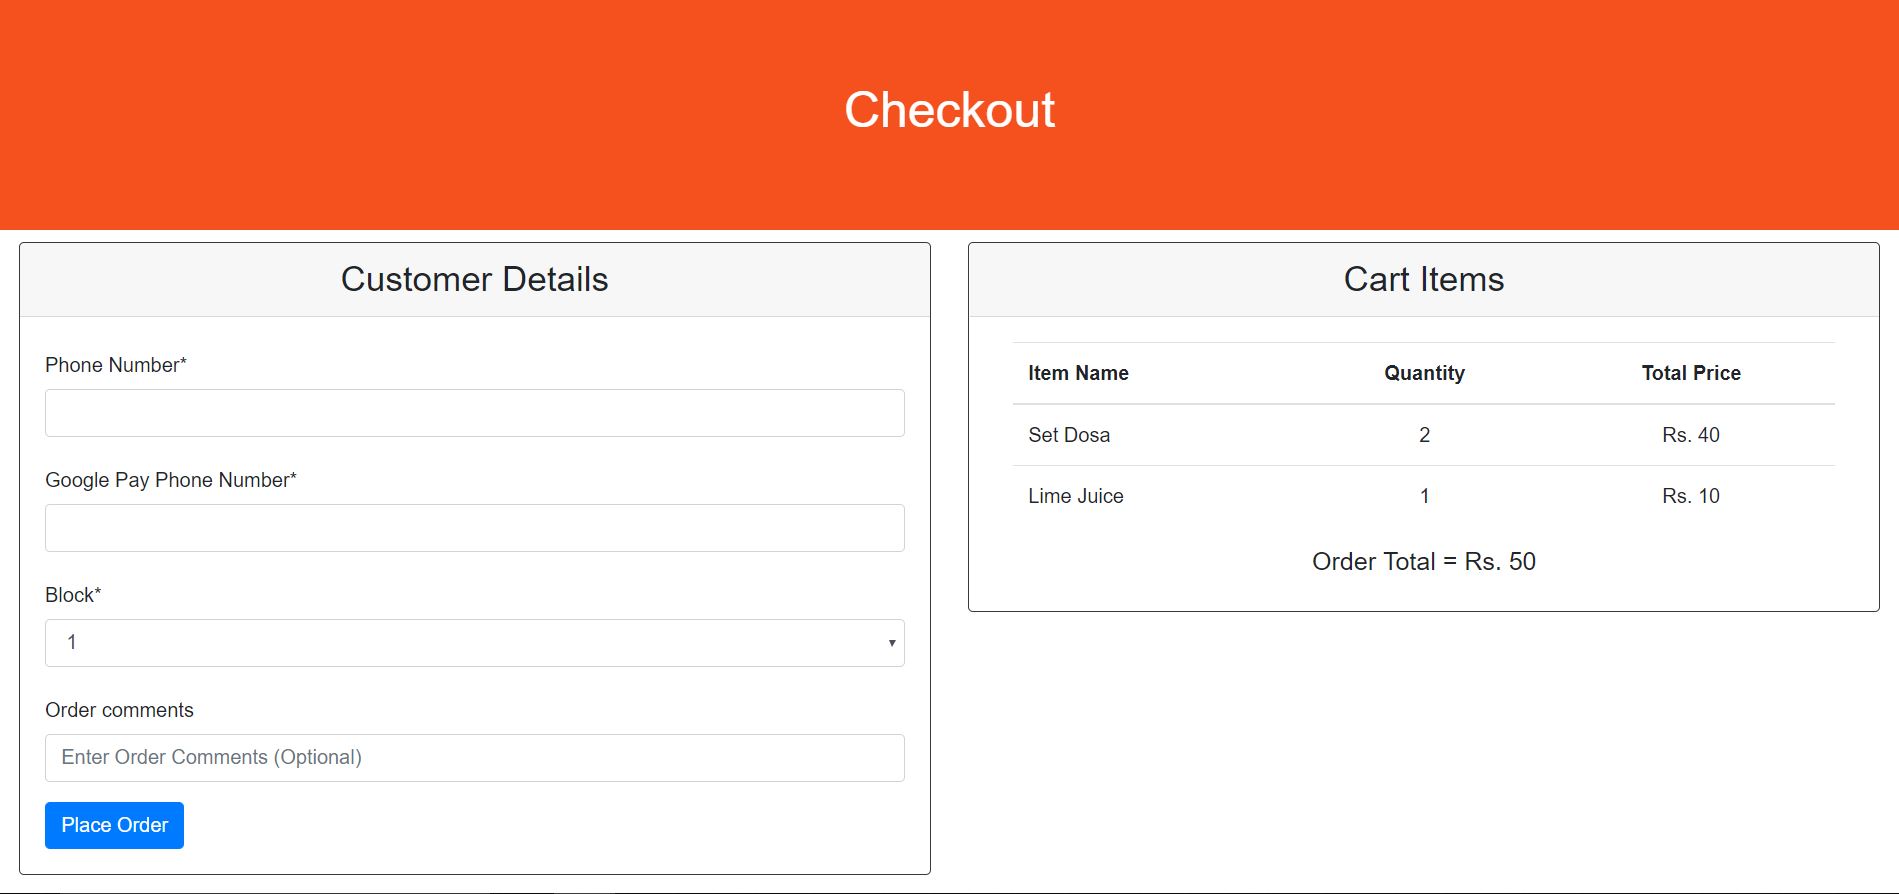 Checkout
Customer Details
Phone Number*
Google Pay Phone Number*
Block*
1
Order comments
Enter Order Comments (Optional)
Place Order
Cart Items
Item Name Quantity Total Price
Set Dosa 2 Rs. 40
Lime Juice 1 Rs. 10
Order Total = Rs. 50